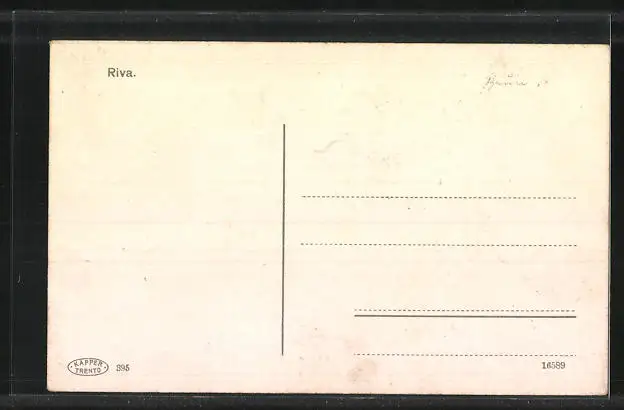 Riva.
KAPPER
TRENTO
395
16589